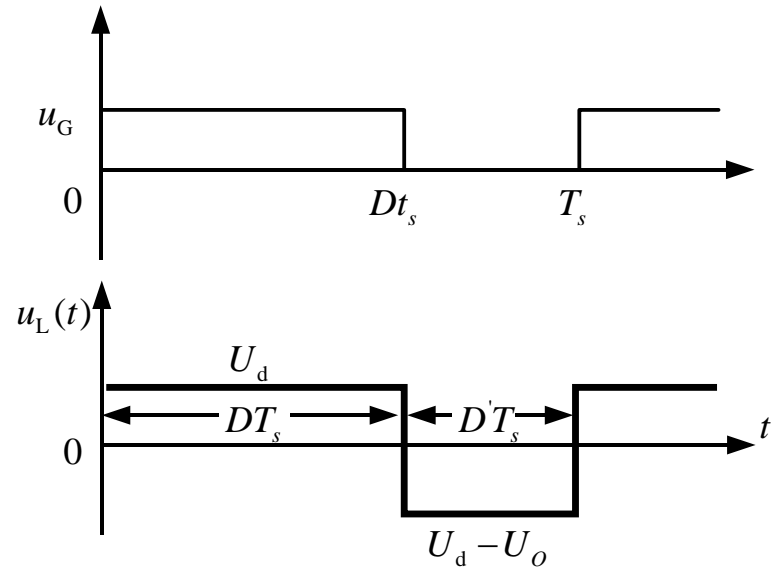 u_G
0
Dt_s
T_s
u_L(t)
U_d
DT_s
D'T_s
0
t
U_d − U_O